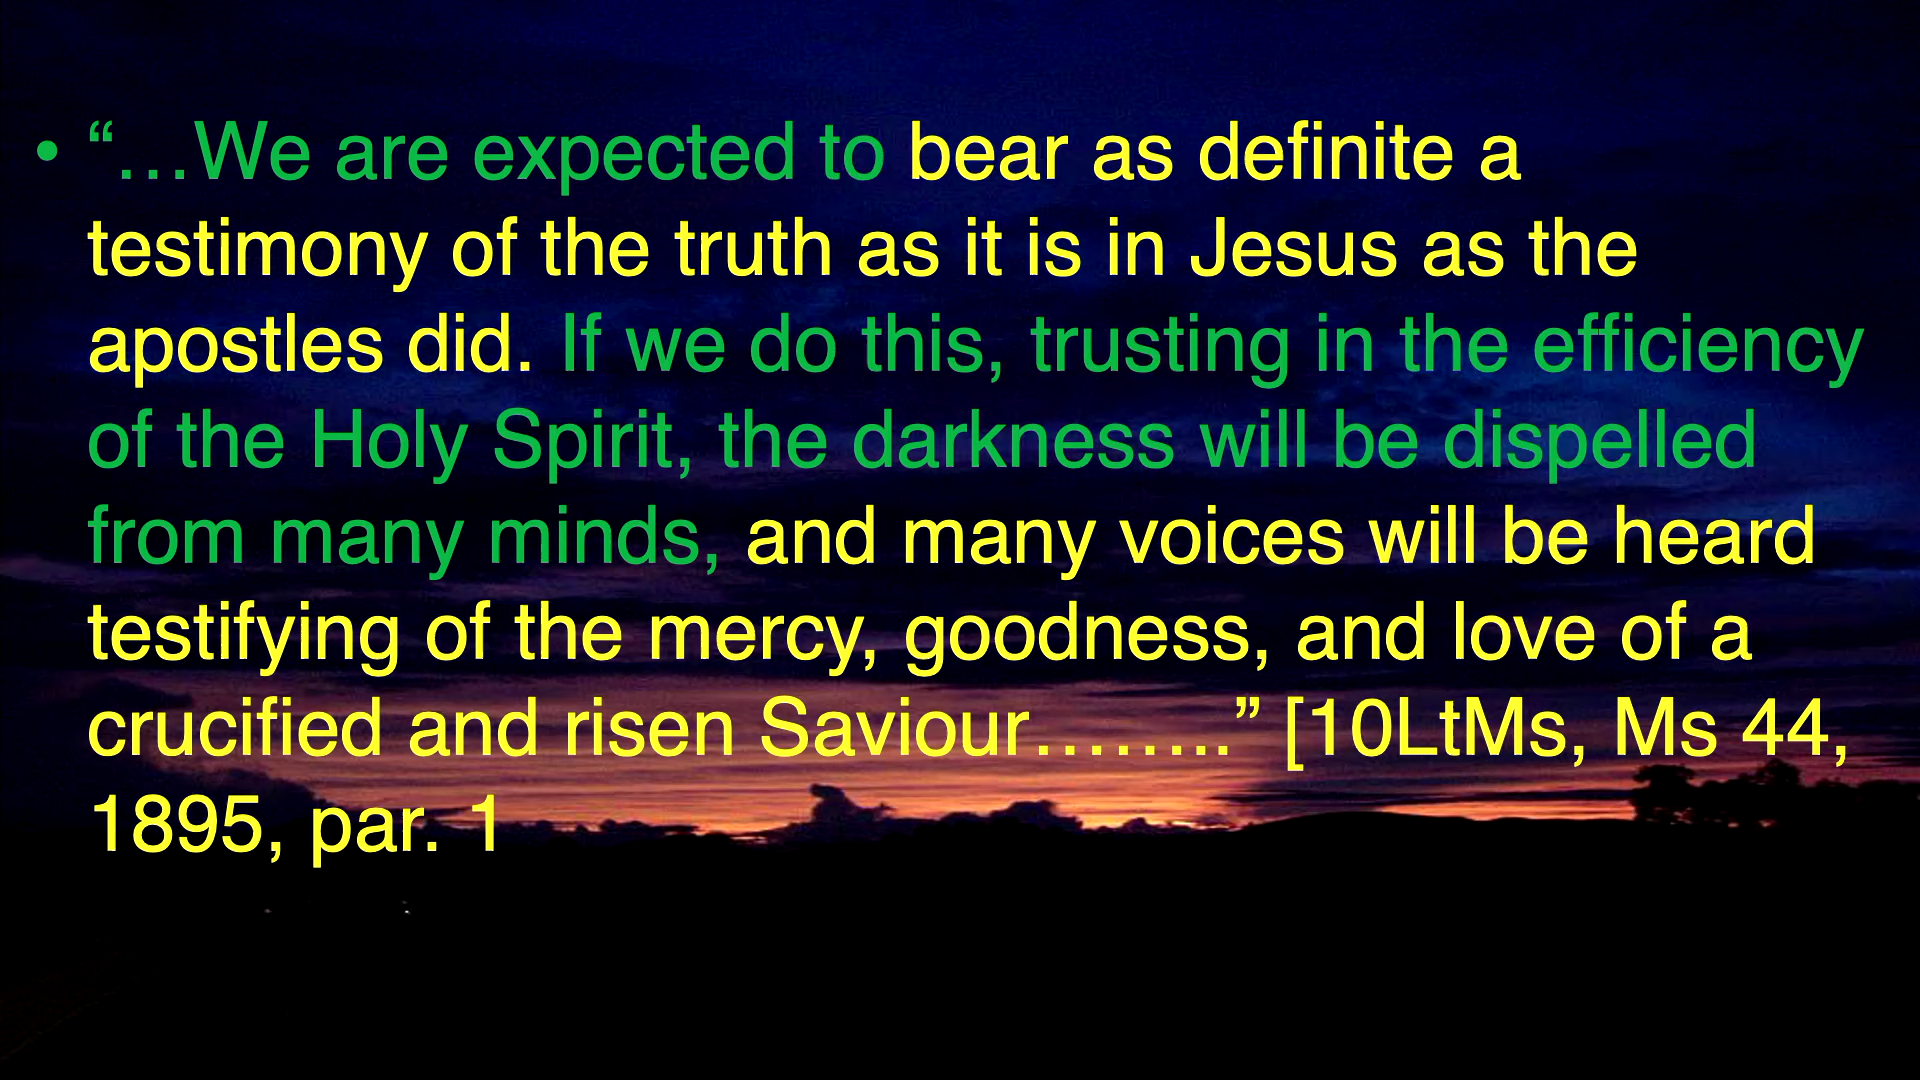 • “…We are expected to bear as definite a
testimony of the truth as it is in Jesus as the
apostles did. If we do this, trusting in the efficiency
of the Holy Spirit, the darkness will be dispelled
from many minds, and many voices will be heard
testifying of the mercy, goodness, and love of a
crucified and risen Saviour……..” [10LtMs, Ms 44,
1895, par. 1